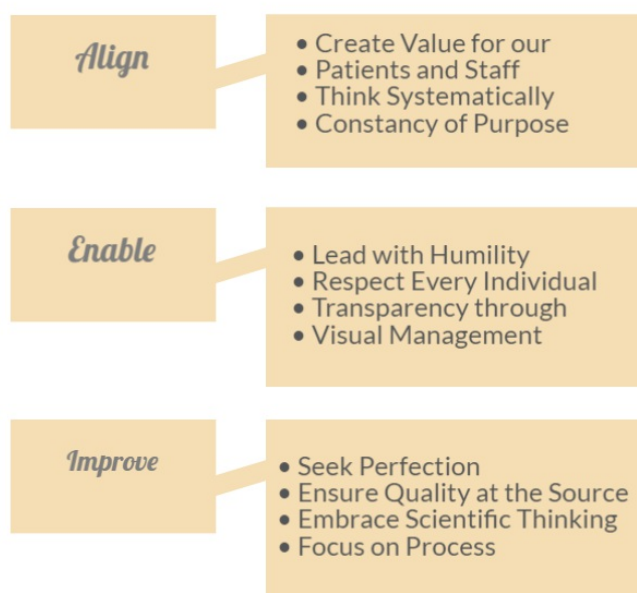 Align
• Create Value for our
• Patients and Staff
• Think Systematically
• Constancy of Purpose
Enable
• Lead with Humility
• Respect Every Individual
• Transparency through
• Visual Management
Improve
• Seek Perfection
• Ensure Quality at the Source
• Embrace Scientific Thinking
• Focus on Process